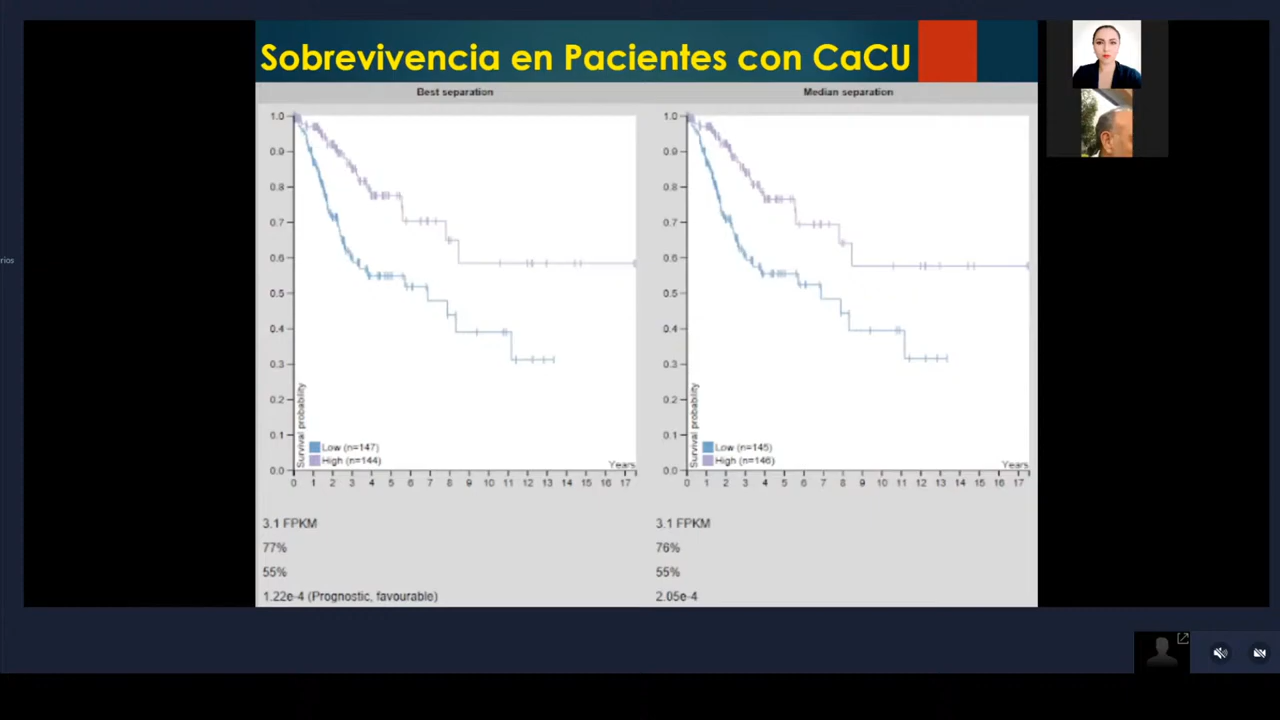 Sobrevivencia en Pacientes con CaCU
Best separation
1.0
0.9
0.8
0.7
0.6
0.5
0.4
0.3
0.2
0.1
0.0
Survival probability
Low (n=147)
High (n=144)
Years
0 1 2 3 4 5 6 7 8 9 10 11 12 13 14 15 16 17
3.1 FPKM
77%
55%
1.22e-4 (Prognostic, favourable)
Median separation
1.0
0.9
0.8
0.7
0.6
0.5
0.4
0.3
0.2
0.1
0.0
Survival probability
Low (n=145)
High (n=146)
Years
0 1 2 3 4 5 6 7 8 9 10 11 12 13 14 15 16 17
3.1 FPKM
76%
55%
2.05e-4
rios